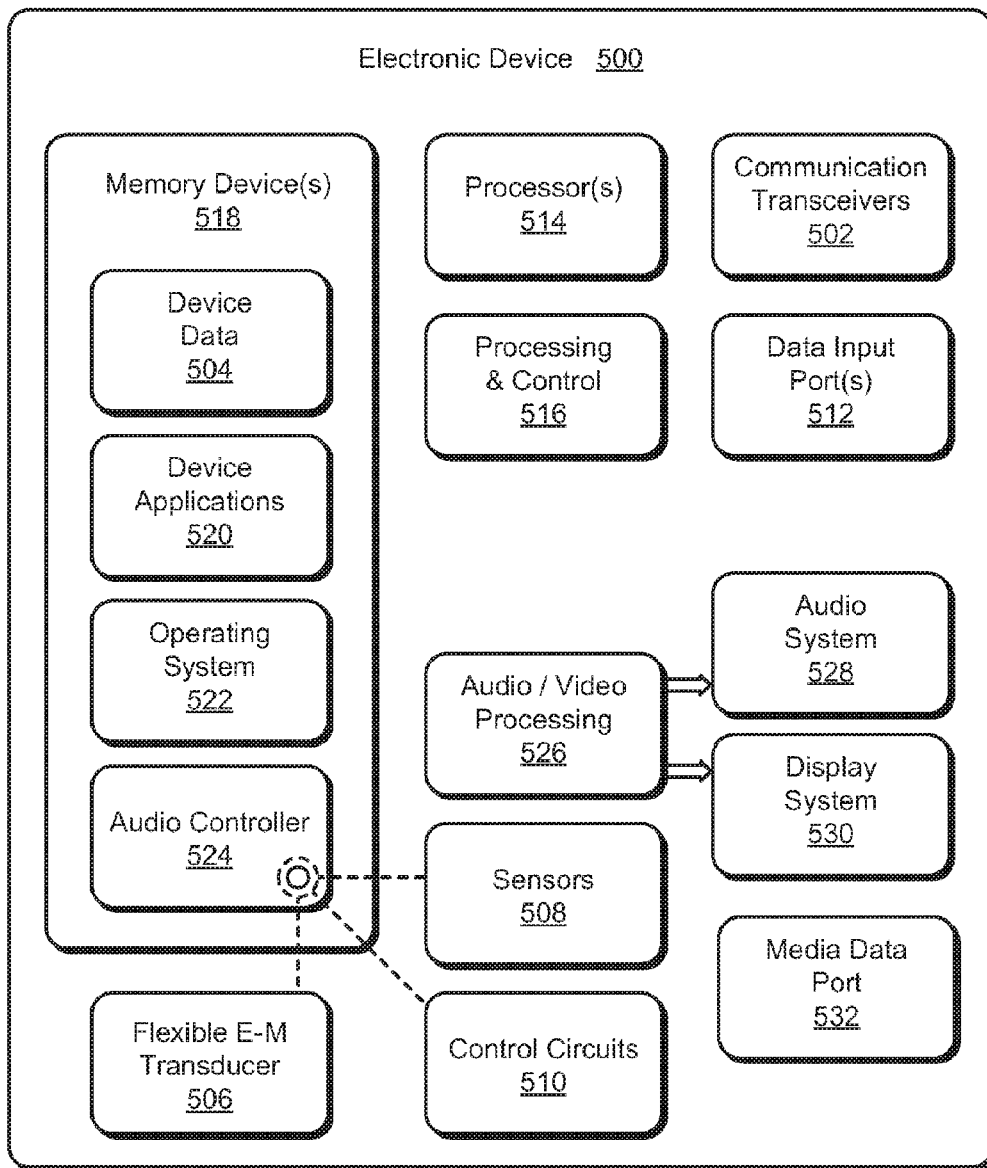 Electronic Device 500
Memory Device(s)
518
Device
Data
504
Device
Applications
520
Operating
System
522
Audio Controller
524
Flexible E-M
Transducer
506
Processor(s)
514
Processing
& Control
516
Audio / Video
Processing
526
Sensors
508
Control Circuits
510
Communication
Transceivers
502
Data Input
Port(s)
512
Audio
System
528
Display
System
530
Media Data
Port
532